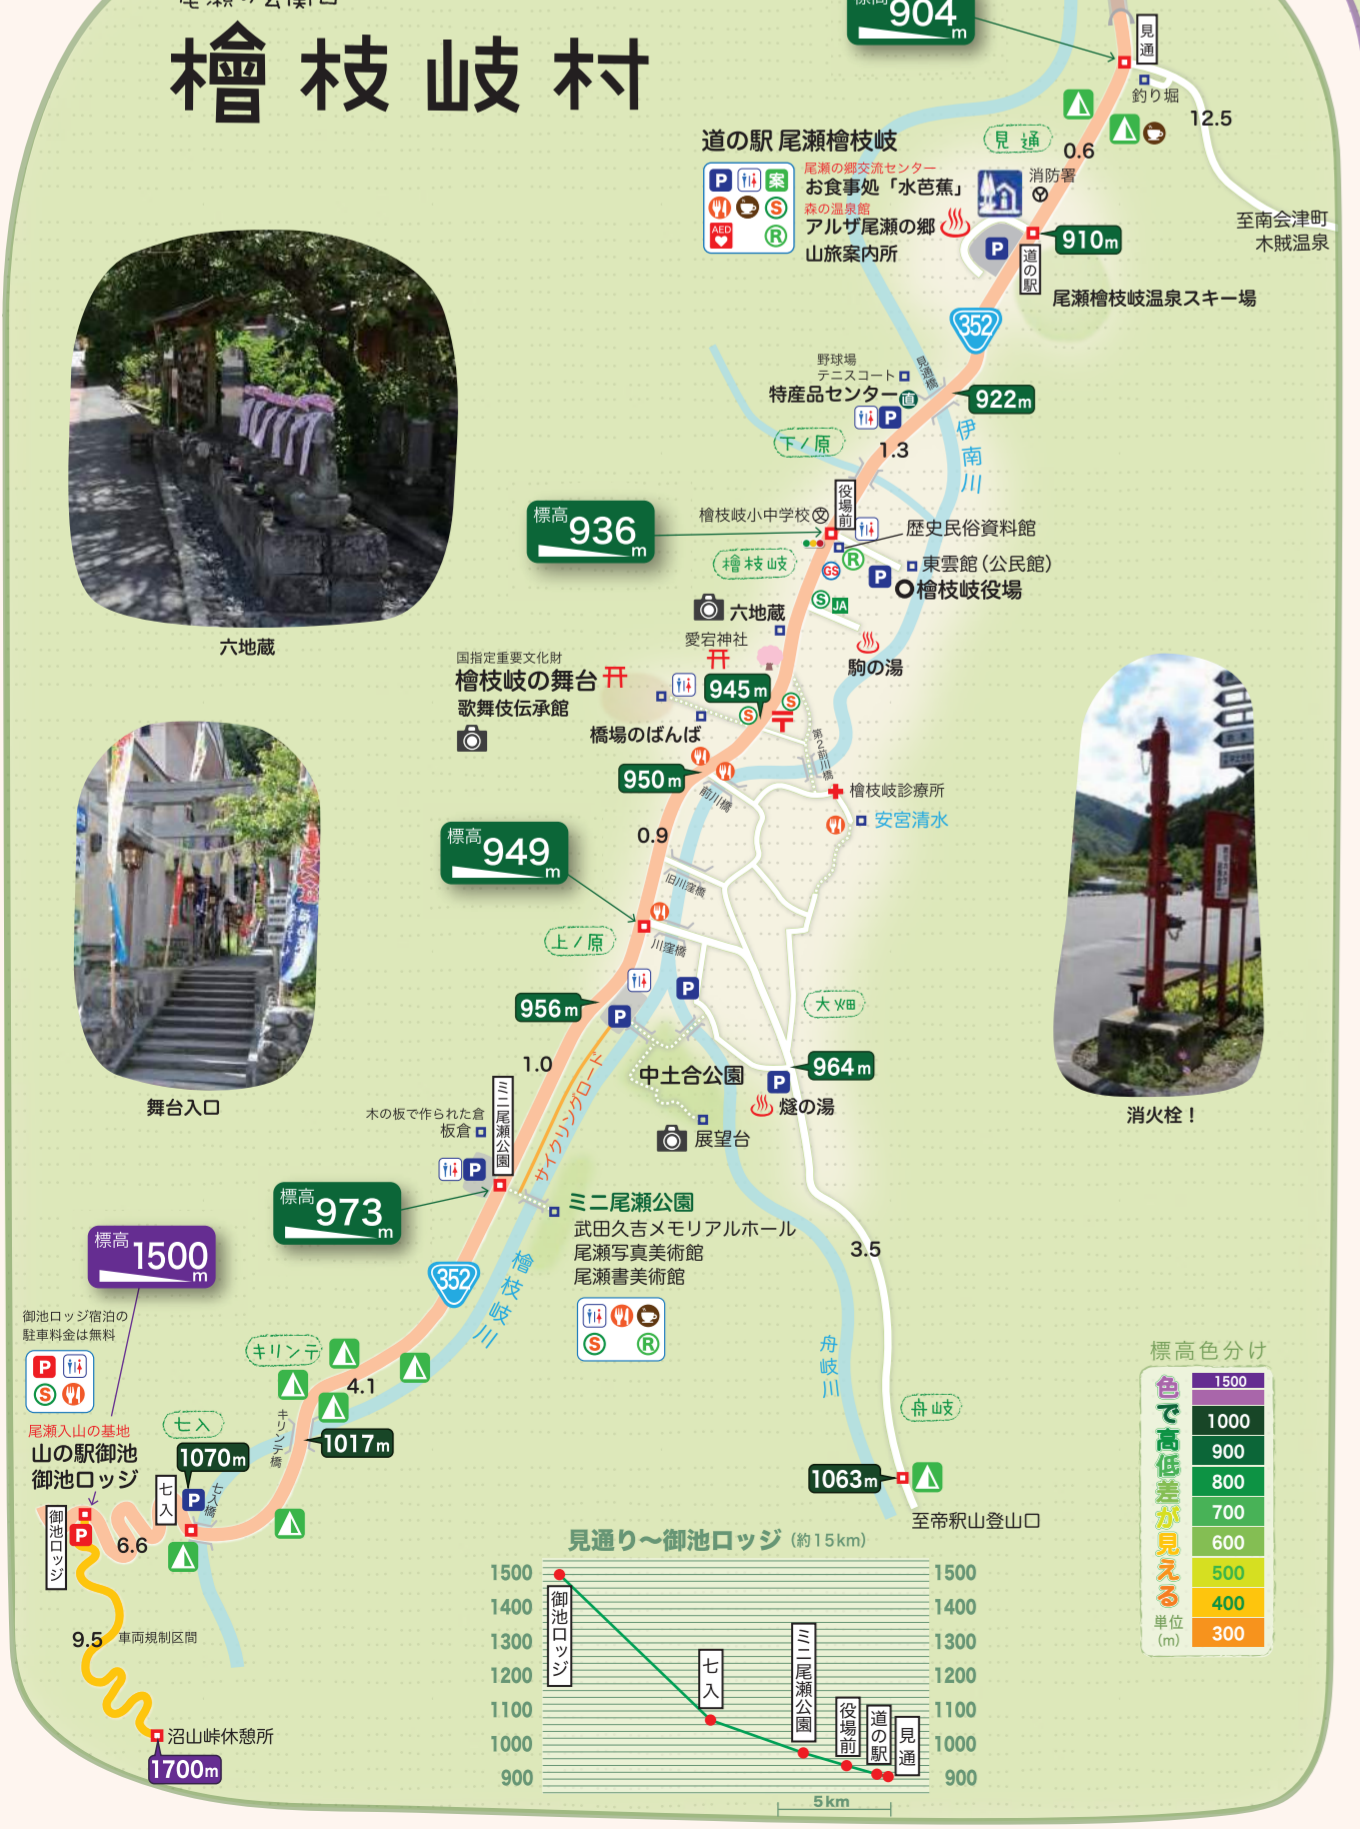 檜枝岐村
標高
904
m
見通
釣り堀
12.5
見通
0.6
消防署
道の駅 尾瀬檜枝岐
P
案
S
AED
R
尾瀬の郷交流センター
お食事処「水芭蕉」
森の温泉館
アルザ尾瀬の郷
山旅案内所
P
道の駅
910m
至南会津町
木賊温泉
尾瀬檜枝岐温泉スキー場
352
野球場
テニスコート
見通橋
特産品センター
直
P
922m
伊南川
下ノ原
1.3
役場前
標高
936
m
檜枝岐小中学校
文
歴史民俗資料館
檜枝岐
R
GS
P
東雲館(公民館)
檜枝岐役場
S
JA
六地蔵
愛宕神社
駒の湯
六地蔵
国指定重要文化財
檜枝岐の舞台
歌舞伎伝承館
945m
S
S
橋場のばんば
第2前川橋
950m
前川橋
檜枝岐診療所
安宮清水
0.9
標高
949
m
旧川窪橋
上ノ原
川窪橋
956m
P
P
大畑
1.0
サイクリングロード
中土合公園
964m
P
燧の湯
展望台
舞台入口
消火栓!
木の板で作られた倉
板倉
ミニ尾瀬公園
P
標高
973
m
ミニ尾瀬公園
武田久吉メモリアルホール
尾瀬写真美術館
尾瀬書美術館
S
R
3.5
標高
1500
m
352
檜枝岐川
舟岐川
御池ロッジ宿泊の
駐車料金は無料
P
S
キリンテ
4.1
キリンテ橋
1017m
尾瀬入山の基地
山の駅御池
御池ロッジ
七入
1070m
七入
P
七入橋
御池ロッジ
P
6.6
舟岐
1063m
至帝釈山登山口
9.5
車両規制区間
沼山峠休憩所
1700m
見通り〜御池ロッジ (約15km)
1500
1400
1300
1200
1100
1000
900
御池ロッジ
七入
ミニ尾瀬公園
役場前
道の駅
見通
1500
1400
1300
1200
1100
1000
900
5km
標高色分け
色で高低差が見える
単位
(m)
1500
1000
900
800
700
600
500
400
300